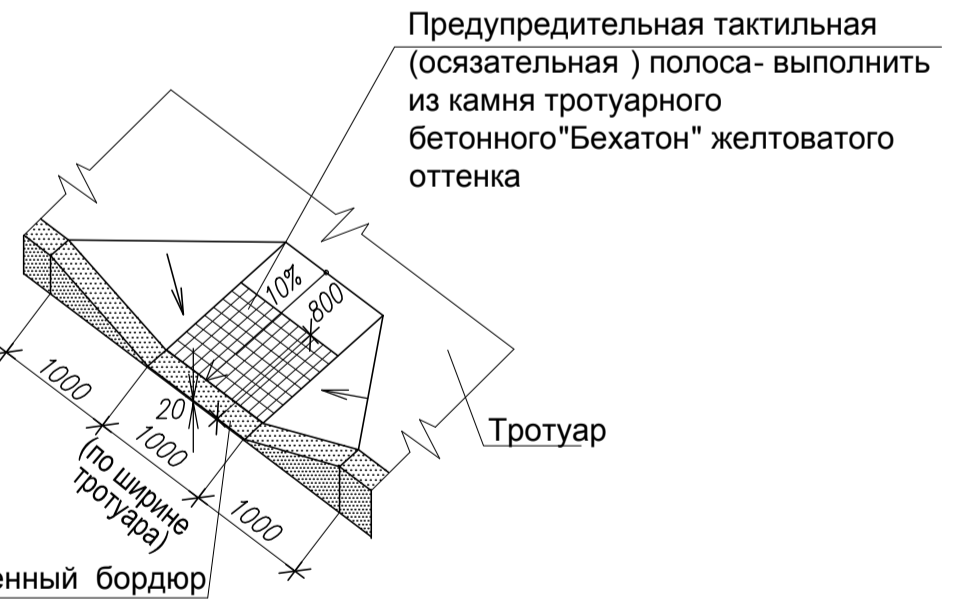 Предупредительная тактильная
(осязательная ) полоса- выполнить
из камня тротуарного
бетонного"Бехатон" желтоватого
оттенка
10%
800
1000
20
1000
(по ширине
тротуара)
1000
Тротуар
бордюр